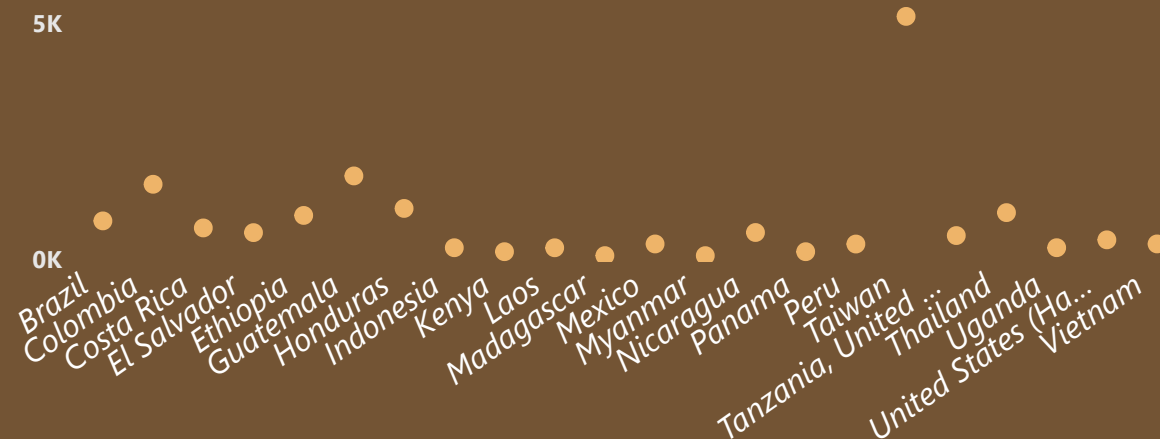 5K
0K
Brazil
Colombia
Costa Rica
El Salvador
Ethiopia
Guatemala
Honduras
Indonesia
Kenya
Laos
Madagascar
Mexico
Myanmar
Nicaragua
Panama
Peru
Taiwan
Tanzania, United ...
Thailand
Uganda
United States (Ha...
Vietnam